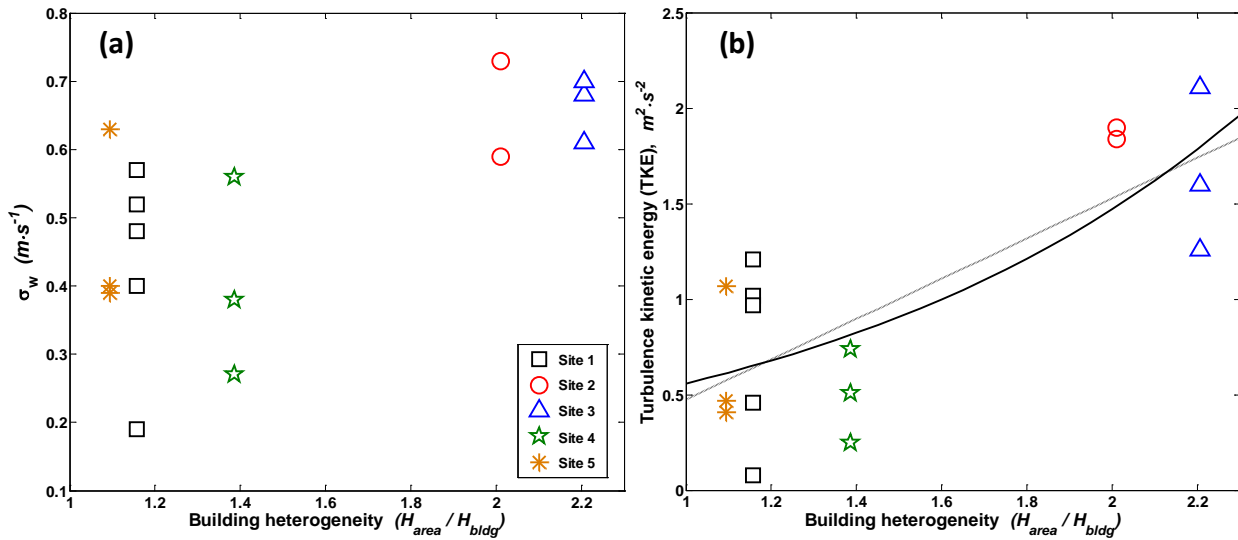 (a)
0.8
0.7
0.6
0.5
0.4
0.3
0.2
0.1
σw (m·s-1)
1 1.2 1.4 1.6 1.8 2 2.2
Building heterogeneity (Harea / Hbldg)
Site 1
Site 2
Site 3
Site 4
Site 5
(b)
2.5
2
1.5
1
0.5
0
Turbulence kinetic energy (TKE), m2·s-2
1 1.2 1.4 1.6 1.8 2 2.2
Building heterogeneity (Harea / Hbldg)